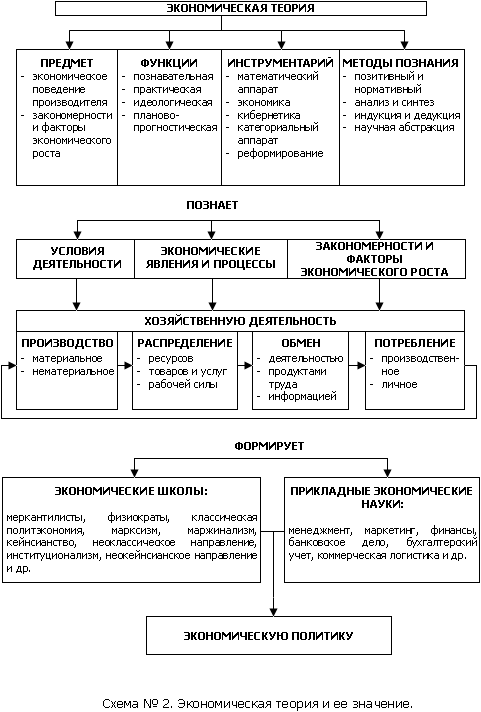 ЭКОНОМИЧЕСКАЯ ТЕОРИЯ
ПРЕДМЕТ
- экономическое
поведение
производителя
- закономерности
и факторы
экономического
роста
ФУНКЦИИ
- познавательная
- практическая
- идеологическая
- планово-
прогностическая
ИНСТРУМЕНТАРИЙ
- математический
аппарат
- экономика
- кибернетика
- категориальный
аппарат
- реформирование
МЕТОДЫ ПОЗНАНИЯ
- позитивный и
нормативный
- анализ и синтез
- индукция и дедукция
- научная абстракция
ПОЗНАЕТ
УСЛОВИЯ
ДЕЯТЕЛЬНОСТИ
ЭКОНОМИЧЕСКИЕ
ЯВЛЕНИЯ И ПРОЦЕССЫ
ЗАКОНОМЕРНОСТИ И
ФАКТОРЫ
ЭКОНОМИЧЕСКОГО РОСТА
ХОЗЯЙСТВЕННУЮ ДЕЯТЕЛЬНОСТЬ
ПРОИЗВОДСТВО
- материальное
- нематериальное
РАСПРЕДЕЛЕНИЕ
- ресурсов
- товаров и услуг
- рабочей силы
ОБМЕН
- деятельностью
- продуктами
труда
- информацией
ПОТРЕБЛЕНИЕ
- производствен-
ное
- личное
ФОРМИРУЕТ
ЭКОНОМИЧЕСКИЕ ШКОЛЫ:
меркантилисты, физиократы, классическая
политэкономия, марксизм, маржинализм,
кейнсианство, неоклассическое направление,
институционализм, неокейнсианское направление
и др.
ПРИКЛАДНЫЕ ЭКОНОМИЧЕСКИЕ
НАУКИ:
менеджмент, маркетинг, финансы,
банковское дело, бухгалтерский
учет, коммерческая логистика и др.
ЭКОНОМИЧЕСКУЮ ПОЛИТИКУ
Схема № 2. Экономическая теория и ее значение.